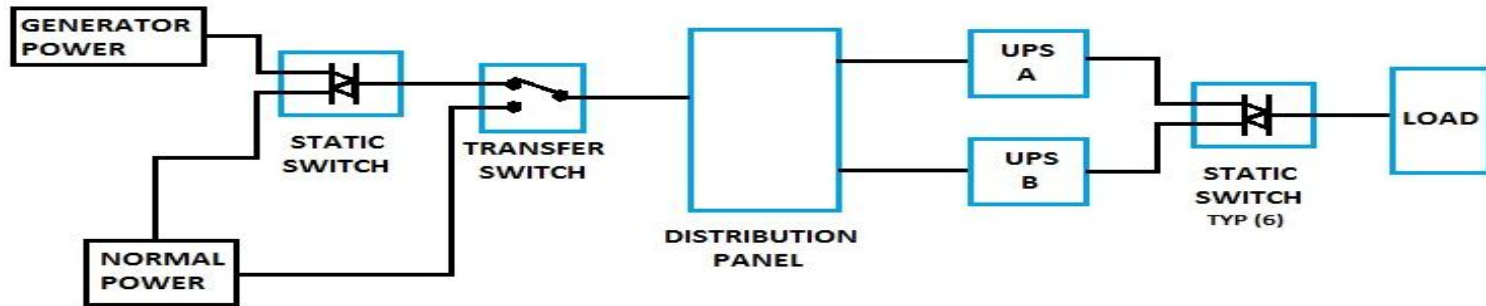 GENERATOR
POWER
STATIC
SWITCH
TRANSFER
SWITCH
NORMAL
POWER
DISTRIBUTION
PANEL
UPS
A
UPS
B
STATIC
SWITCH
TYP (6)
LOAD